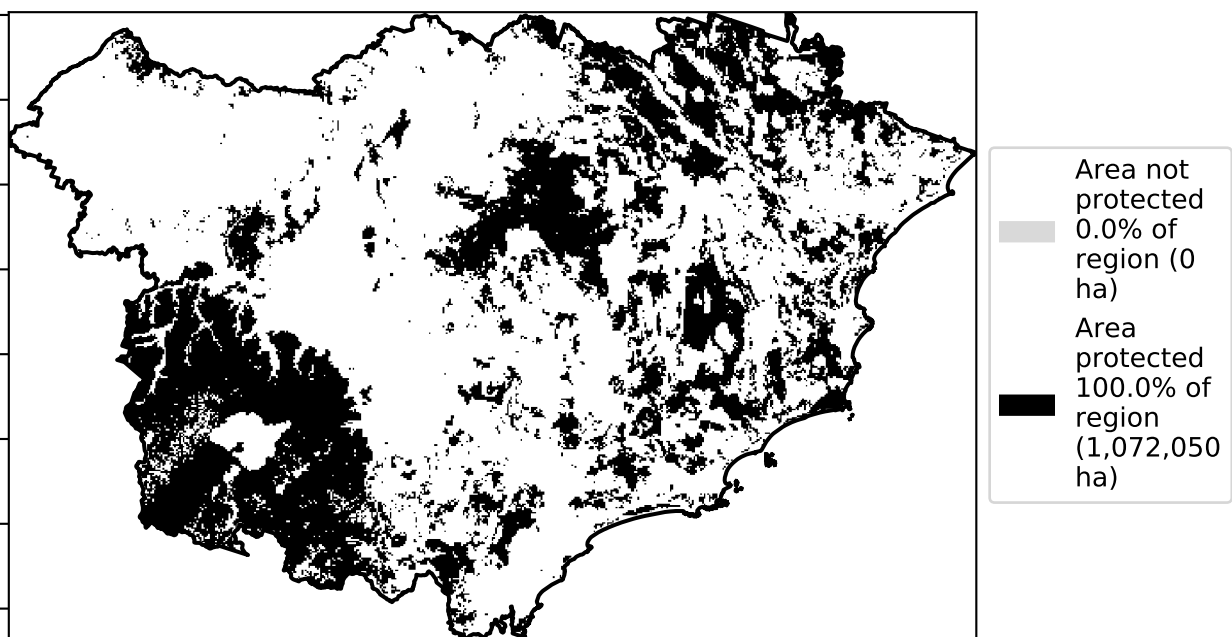 Area not
protected
0.0% of
region (0
ha)
Area
protected
100.0% of
region
(1,072,050
ha)